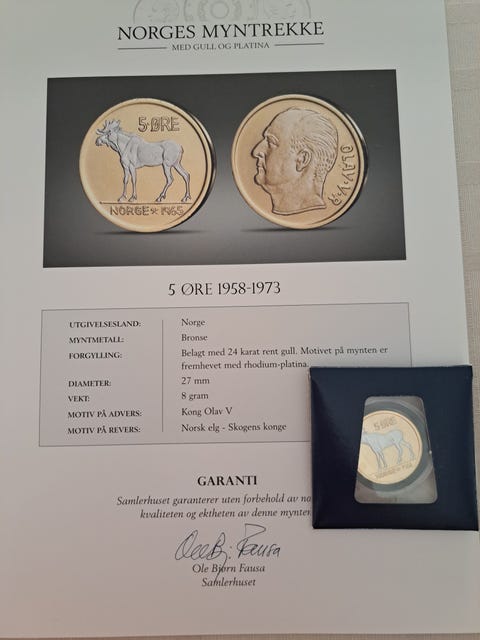 NORGES MYNTREKKE
MED GULL OG PLATINA
5 ØRE
NORGE 1965
OLAV·V·R
5 ØRE 1958-1973
UTGIVELSESLAND: Norge
MYNTMETALL: Bronse
FORGYLLING: Belagt med 24 karat rent gull. Motivet på mynten er
fremhevet med rhodium-platina.
DIAMETER: 27 mm
VEKT: 8 gram
MOTIV PÅ ADVERS: Kong Olav V
MOTIV PÅ REVERS: Norsk elg - Skogens konge
5 ØRE
GARANTI
Samlerhuset garanterer uten forbehold av
kvaliteten og ektheten av denne mynten
Ole Bjørn Fausa
Samlerhuset